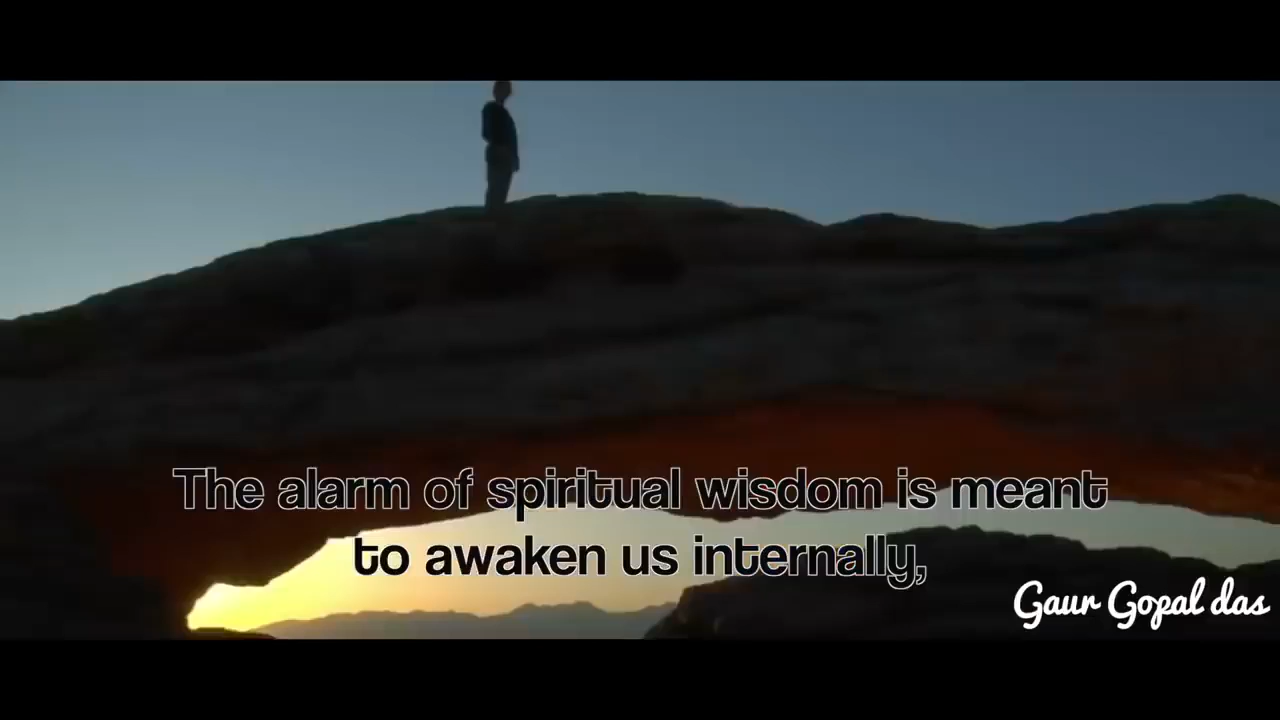 The alarm of spiritual wisdom is meant
to awaken us internally,
Gaur Gopal das